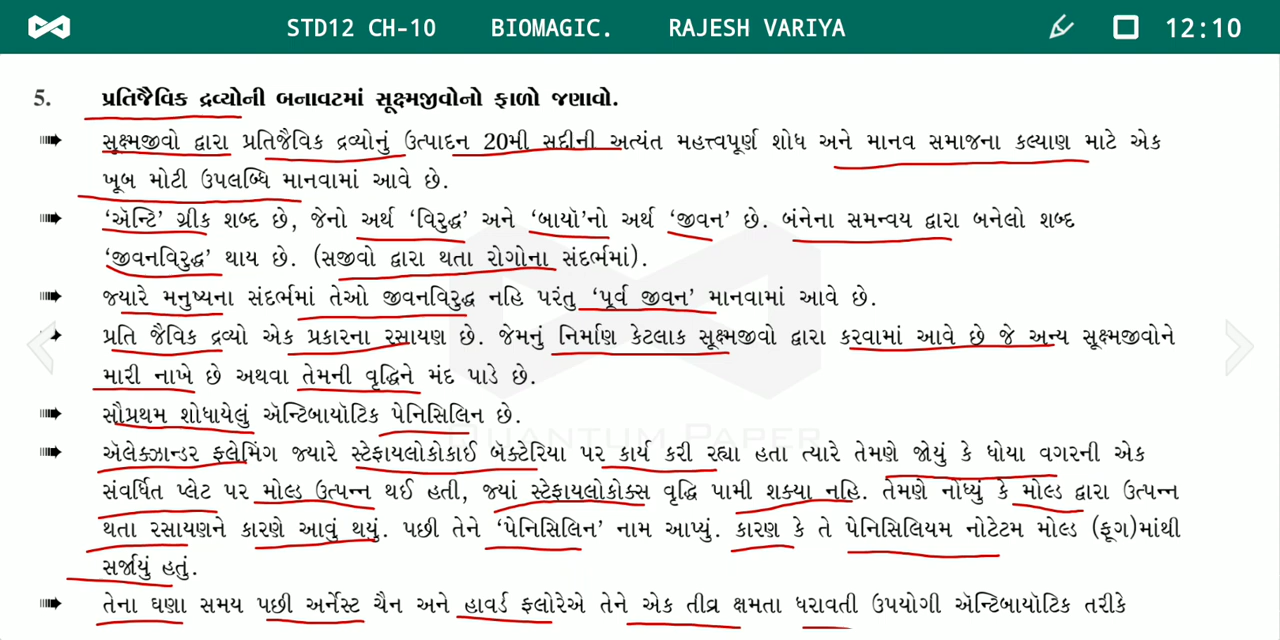 STD12 CH-10 BIOMAGIC. RAJESH VARIYA 12:10
5. પ્રતિજૈવિક દ્રવ્યોની બનાવટમાં સૂક્ષ્મજીવોનો ફાળો જણાવો.
સૂક્ષ્મજીવો દ્વારા પ્રતિજૈવિક દ્રવ્યોનું ઉત્પાદન 20મી સદીની અત્યંત મહત્ત્વપૂર્ણ શોધ અને માનવ સમાજના કલ્યાણ માટે એક
ખૂબ મોટી ઉપલબ્ધિ માનવામાં આવે છે.
‘ઍન્ટિ’ ગ્રીક શબ્દ છે, જેનો અર્થ ‘વિરુદ્ધ’ અને ‘બાયૉ’નો અર્થ ‘જીવન’ છે. બંનેના સમન્વય દ્વારા બનેલો શબ્દ
‘જીવનવિરુદ્ધ’ થાય છે. (સજીવો દ્વારા થતા રોગોના સંદર્ભમાં).
જ્યારે મનુષ્યના સંદર્ભમાં તેઓ જીવનવિરુદ્ધ નહિ પરંતુ ‘પૂર્વ જીવન’ માનવામાં આવે છે.
પ્રતિ જૈવિક દ્રવ્યો એક પ્રકારના રસાયણ છે. જેમનું નિર્માણ કેટલાક સૂક્ષ્મજીવો દ્વારા કરવામાં આવે છે જે અન્ય સૂક્ષ્મજીવોને
મારી નાખે છે અથવા તેમની વૃદ્ધિને મંદ પાડે છે.
સૌપ્રથમ શોધાયેલું ઍન્ટિબાયૉટિક પેનિસિલિન છે.
QUANTUM PAPER
ઍલેક્ઝાન્ડર ફ્લેમિંગ જ્યારે સ્ટેફાયલોકોકાઈ બૅક્ટેરિયા પર કાર્ય કરી રહ્યા હતા ત્યારે તેમણે જોયું કે ધોયા વગરની એક
સંવર્ધિત પ્લેટ પર મોલ્ડ ઉત્પન્ન થઈ હતી, જ્યાં સ્ટેફાયલોકોક્સ વૃદ્ધિ પામી શક્યા નહિ. તેમણે નોંધ્યું કે મોલ્ડ દ્વારા ઉત્પન્ન
થતા રસાયણને કારણે આવું થયું. પછી તેને ‘પેનિસિલિન’ નામ આપ્યું. કારણ કે તે પેનિસિલિયમ નોટેટમ મોલ્ડ (ફૂગ)માંથી
સર્જાયું હતું.
તેના ઘણા સમય પછી અર્નેસ્ટ ચૈન અને હાવર્ડ ફ્લોરેએ તેને એક તીવ્ર ક્ષમતા ધરાવતી ઉપયોગી ઍન્ટિબાયૉટિક તરીકે